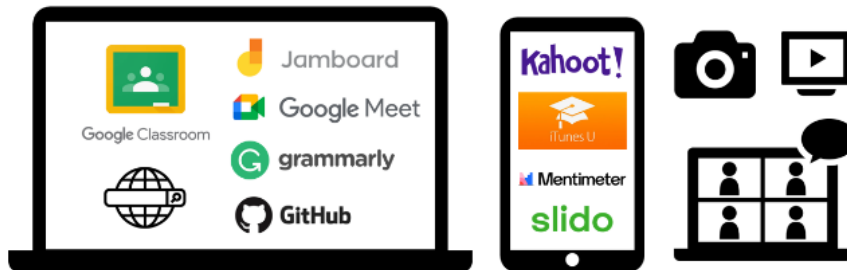 Google Classroom
Jamboard
Google Meet
grammarly
GitHub
Kahoot!
iTunes U
Mentimeter
slido